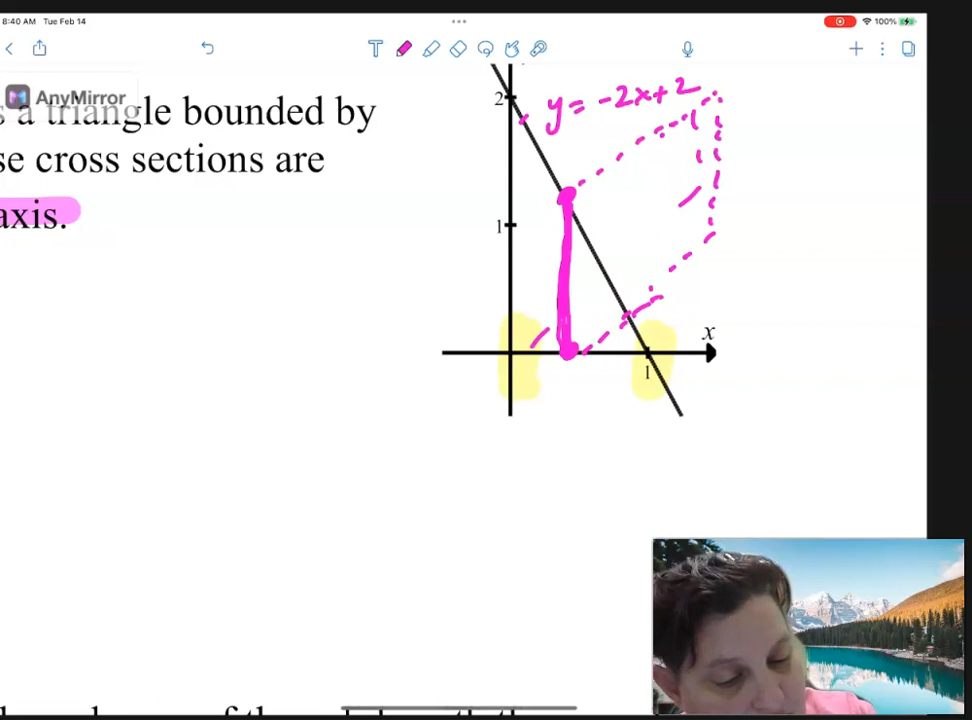 8:40 AM Tue Feb 14
100%
T
AnyMirror
a triangle bounded by
se cross sections are
axis.
2
y = -2x+2
1
x
1